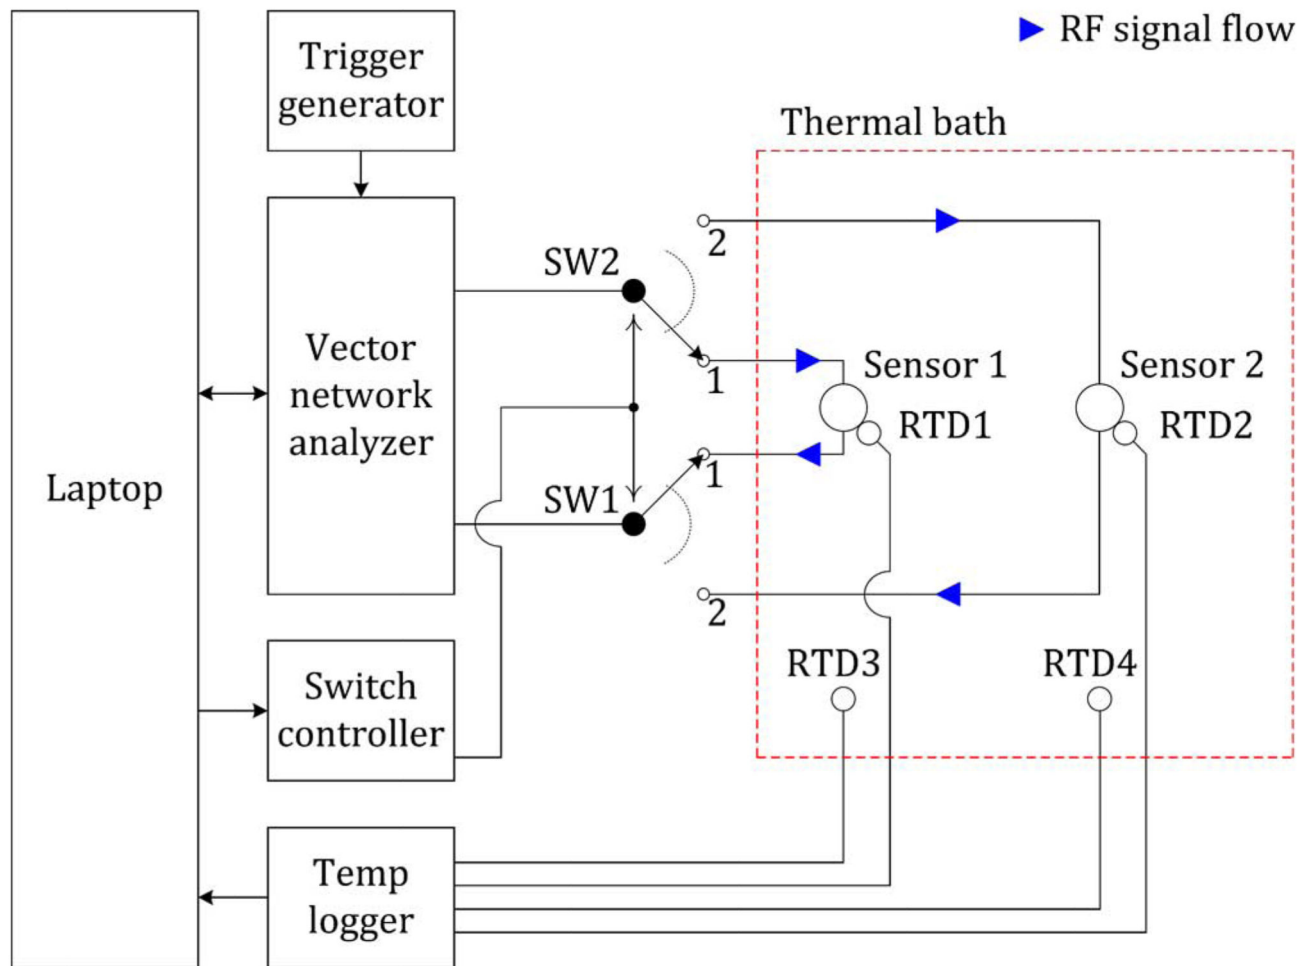 Trigger
generator
RF signal flow
Thermal bath
2
SW2
Vector
network
analyzer
1
Sensor 1
Sensor 2
RTD1
RTD2
1
Laptop
SW1
2
RTD3
RTD4
Switch
controller
Temp
logger